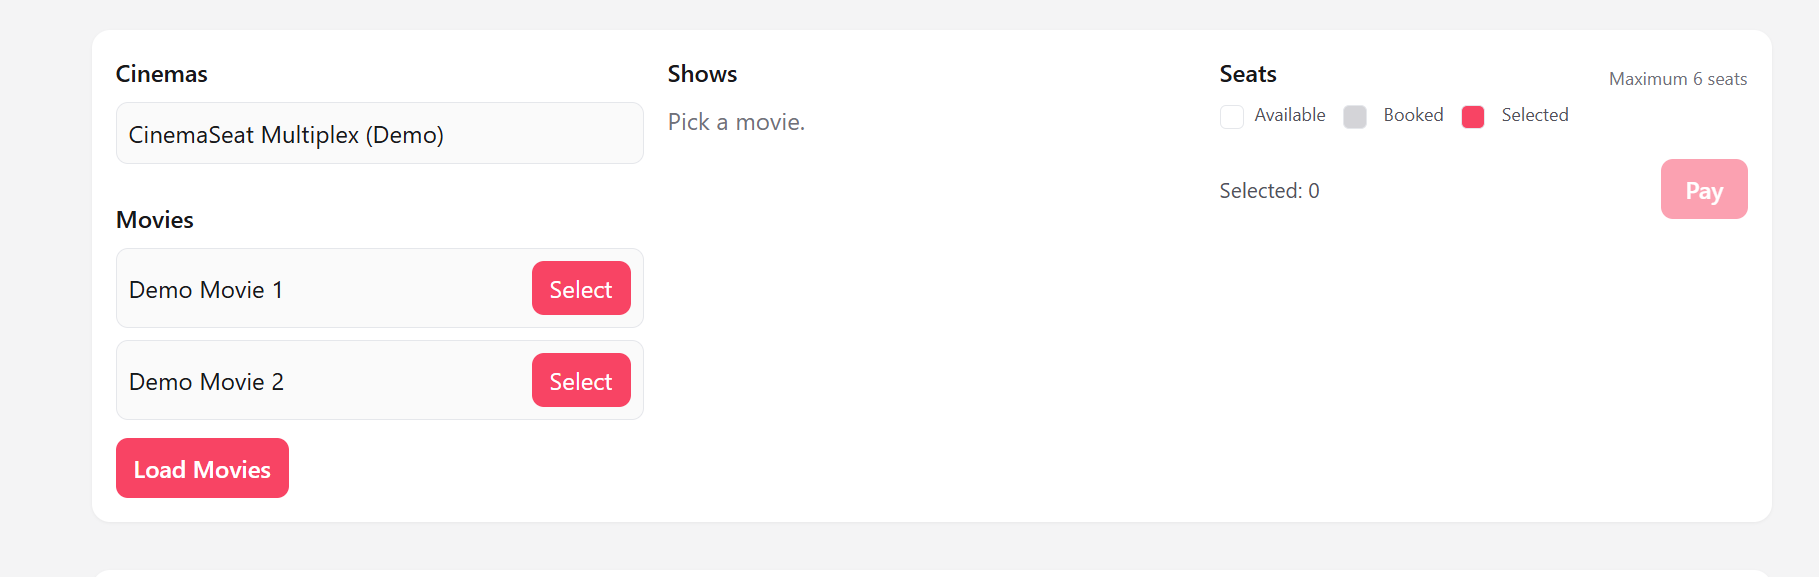 Cinemas
CinemaSeat Multiplex (Demo)
Movies
Demo Movie 1
Select
Demo Movie 2
Select
Load Movies
Shows
Pick a movie.
Seats
Maximum 6 seats
Available
Booked
Selected
Selected: 0
Pay